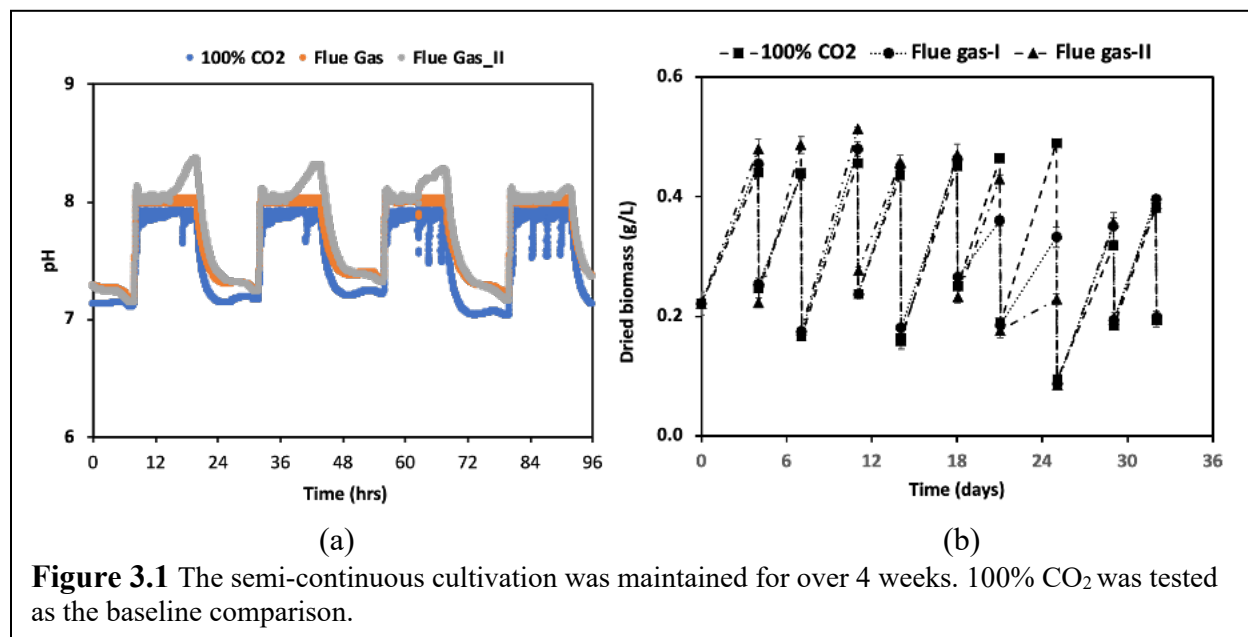 100% CO2 Flue Gas Flue Gas_II
9
8
7
6
pH
0 12 24 36 48 60 72 84 96
Time (hrs)
(a)
100% CO2 Flue gas-I Flue gas-II
0.6
0.4
0.2
0.0
Dried biomass (g/L)
0 6 12 18 24 30 36
Time (days)
(b)
Figure 3.1 The semi-continuous cultivation was maintained for over 4 weeks. 100% CO₂ was tested
as the baseline comparison.